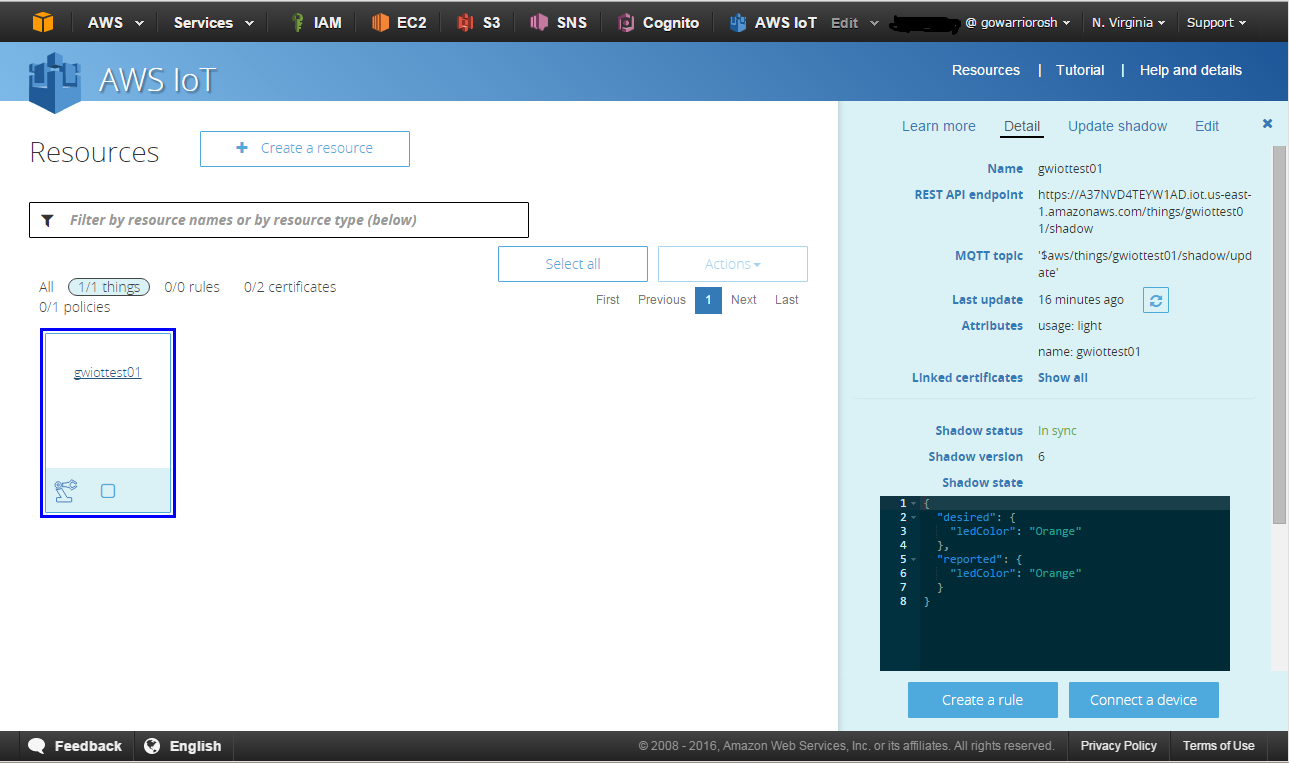 AWS Services IAM EC2 S3 SNS Cognito AWS IoT Edit @ gowarriorosh N. Virginia Support
AWS IoT
Resources | Tutorial | Help and details
Resources
+ Create a resource
Filter by resource names or by resource type (below)
Select all
Actions
All 1/1 things 0/0 rules 0/2 certificates
0/1 policies
First Previous 1 Next Last
gwiottest01
Learn more Detail Update shadow Edit ×
Name gwiottest01
REST API endpoint https://A37NVD4TEYW1AD.iot.us-east-
1.amazonaws.com/things/gwiottest0
1/shadow
MQTT topic '$aws/things/gwiottest01/shadow/upd
ate'
Last update 16 minutes ago
Attributes usage: light
name: gwiottest01
Linked certificates Show all
Shadow status In sync
Shadow version 6
Shadow state
1 {
2 "desired": {
3 "ledColor": "Orange"
4 },
5 "reported": {
6 "ledColor": "Orange"
7 }
8 }
Create a rule
Connect a device
Feedback English © 2008 - 2016, Amazon Web Services, Inc. or its affiliates. All rights reserved. Privacy Policy Terms of Use